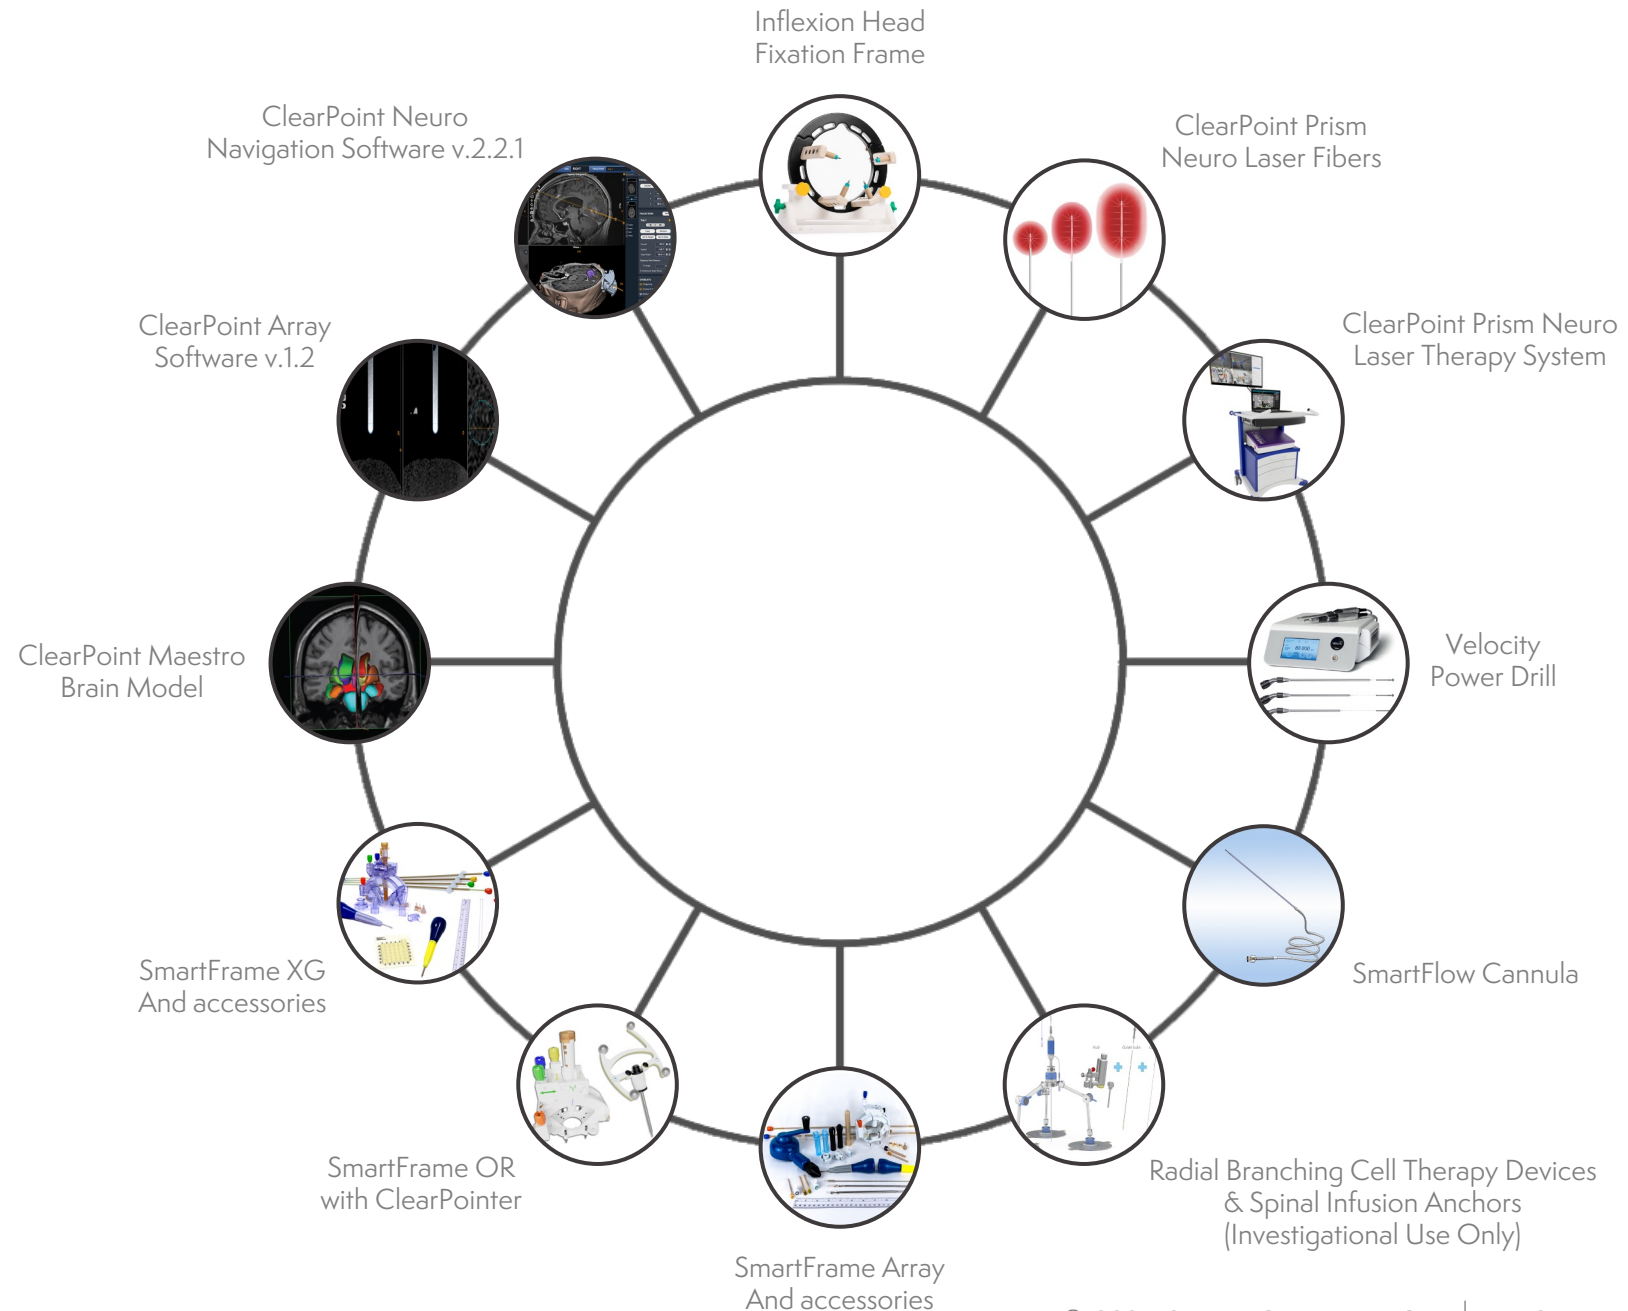 Inflexion Head
Fixation Frame
ClearPoint Prism
Neuro Laser Fibers
ClearPoint Prism Neuro
Laser Therapy System
Velocity
Power Drill
SmartFlow Cannula
Radial Branching Cell Therapy Devices
& Spinal Infusion Anchors
(Investigational Use Only)
SmartFrame Array
And accessories
SmartFrame OR
with ClearPointer
SmartFrame XG
And accessories
ClearPoint Maestro
Brain Model
ClearPoint Array
Software v.1.2
ClearPoint Neuro
Navigation Software v.2.2.1